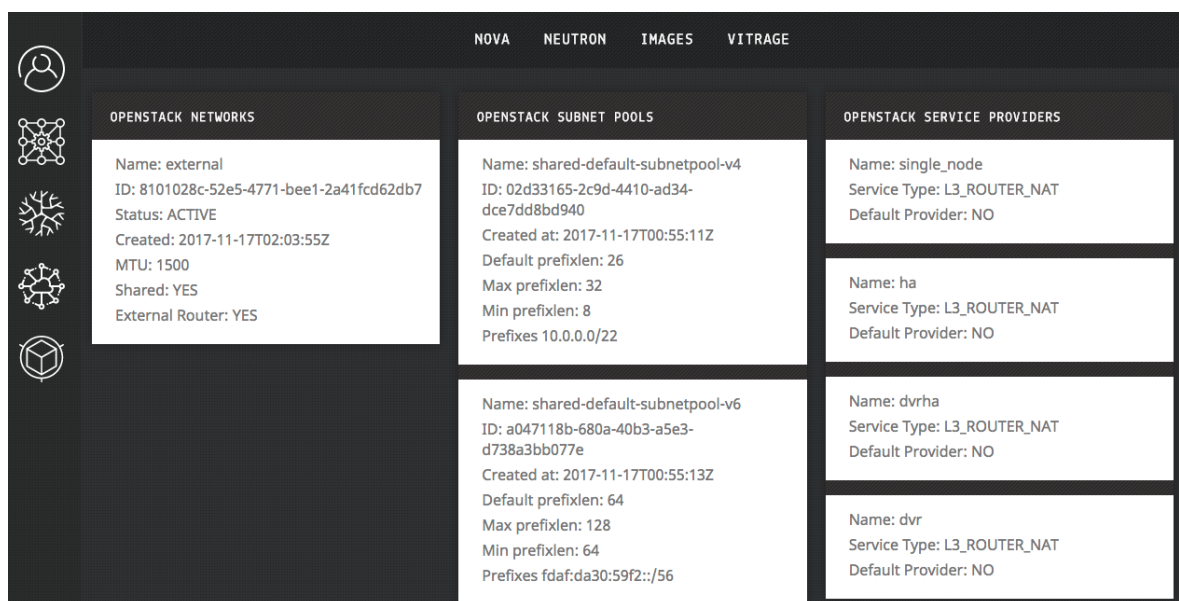 NOVA NEUTRON IMAGES VITRAGE
OPENSTACK NETWORKS
Name: external
ID: 8101028c-52e5-4771-bee1-2a41fcd62db7
Status: ACTIVE
Created: 2017-11-17T02:03:55Z
MTU: 1500
Shared: YES
External Router: YES
OPENSTACK SUBNET POOLS
Name: shared-default-subnetpool-v4
ID: 02d33165-2c9d-4410-ad34-
dce7dd8bd940
Created at: 2017-11-17T00:55:11Z
Default prefixlen: 26
Max prefixlen: 32
Min prefixlen: 8
Prefixes 10.0.0.0/22
Name: shared-default-subnetpool-v6
ID: a047118b-680a-40b3-a5e3-
d738a3bb077e
Created at: 2017-11-17T00:55:13Z
Default prefixlen: 64
Max prefixlen: 128
Min prefixlen: 64
Prefixes fdaf:da30:59f2::/56
OPENSTACK SERVICE PROVIDERS
Name: single_node
Service Type: L3_ROUTER_NAT
Default Provider: NO
Name: ha
Service Type: L3_ROUTER_NAT
Default Provider: NO
Name: dvrha
Service Type: L3_ROUTER_NAT
Default Provider: NO
Name: dvr
Service Type: L3_ROUTER_NAT
Default Provider: NO